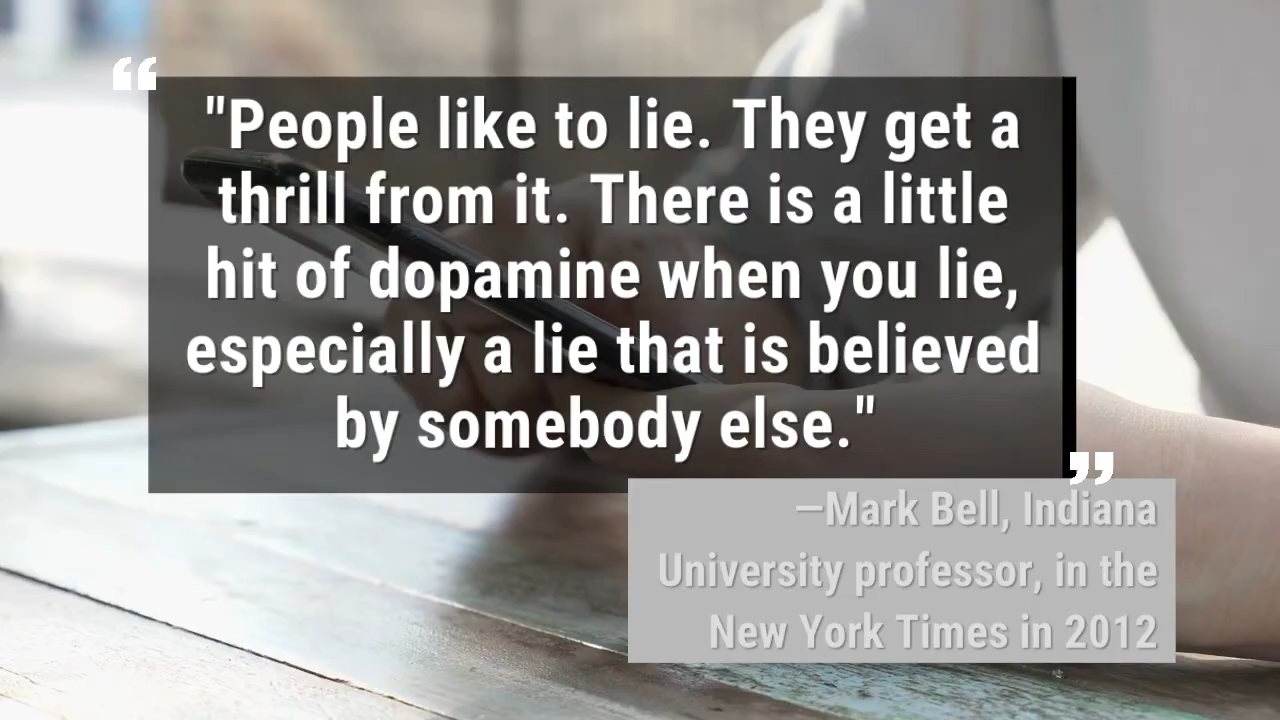 "People like to lie. They get a
thrill from it. There is a little
hit of dopamine when you lie,
especially a lie that is believed
by somebody else."
—Mark Bell, Indiana
University professor, in the
New York Times in 2012